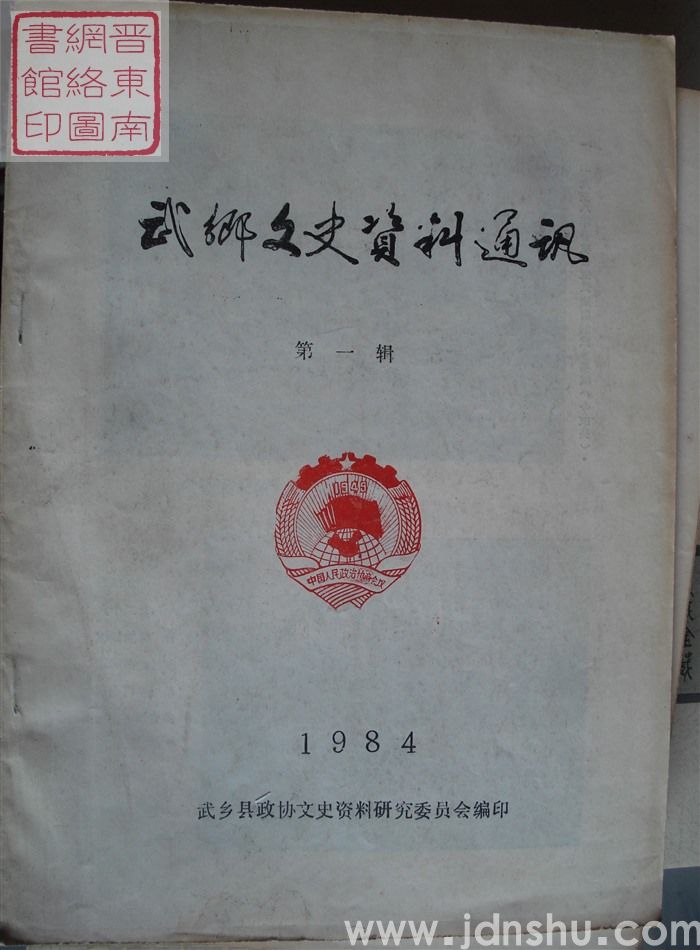 晋東南
網絡圖
書館印
武鄉文史資料通訊
第一辑
1949
中国人民政治协商会议
1984
武乡县政协文史资料研究委员会编印
www.jdnshu.com